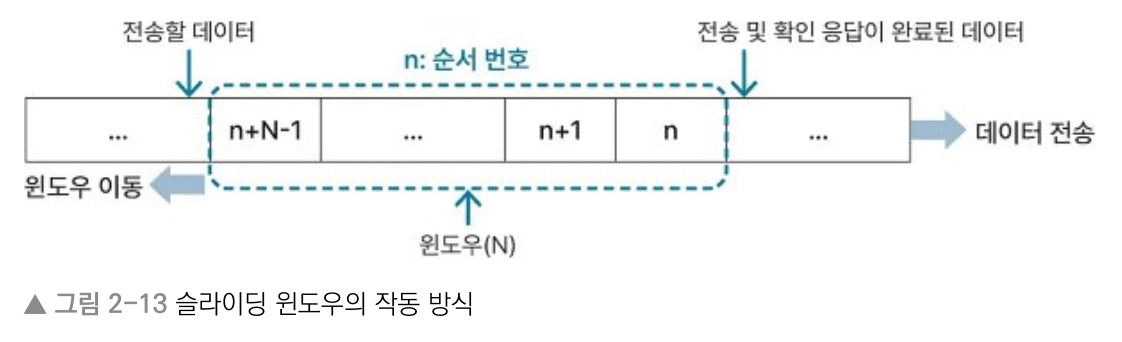 전송할 데이터
전송 및 확인 응답이 완료된 데이터
n: 순서 번호
... n+N-1 ... n+1 n ...
데이터 전송
윈도우 이동
윈도우(N)
▲ 그림 2-13 슬라이딩 윈도우의 작동 방식